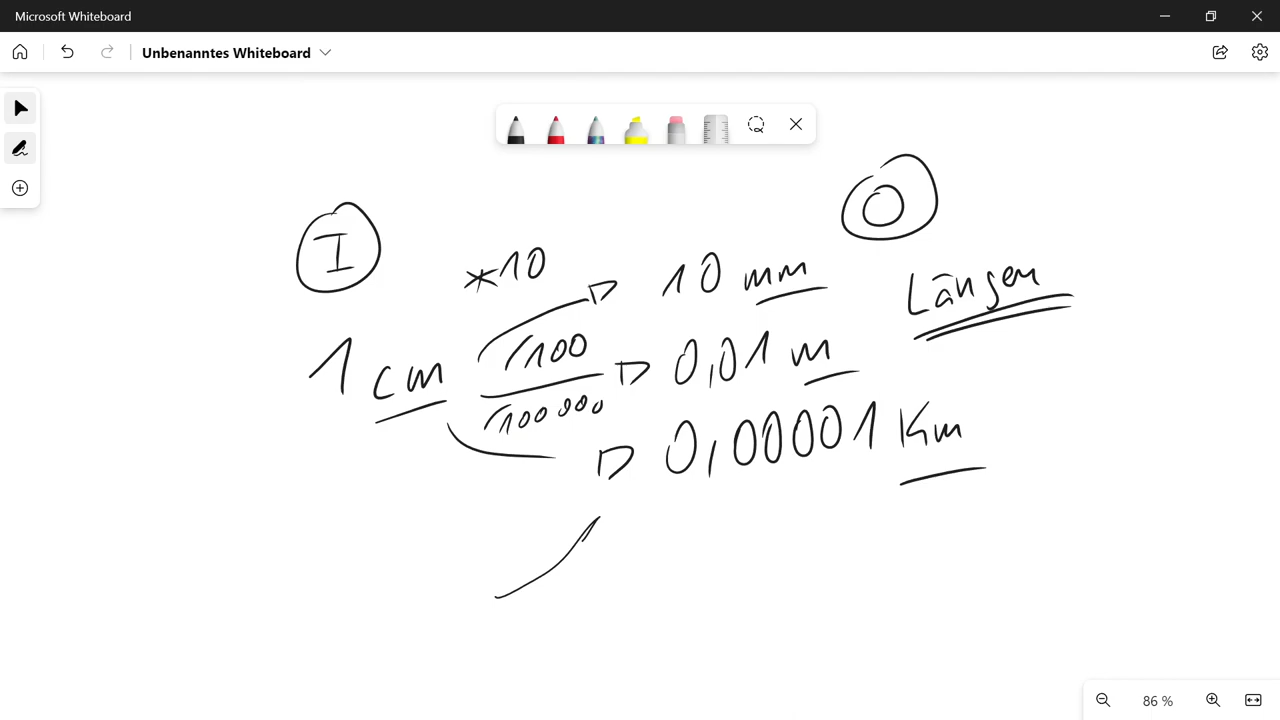 Microsoft Whiteboard
Unbenanntes Whiteboard
I
O
*10
10 mm
Längen
1 cm
/100
0,01 m
/100 000
0,00001 Km
86 %